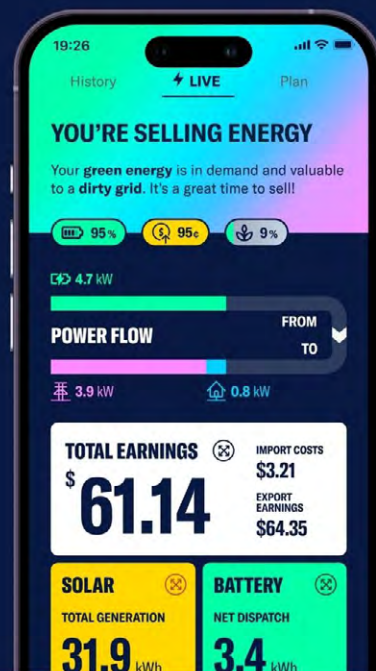 19:26
History
LIVE
Plan
YOU'RE SELLING ENERGY
Your green energy is in demand and valuable
to a dirty grid. It's a great time to sell!
95%
95¢
9%
4.7 kW
POWER FLOW
FROM
TO
3.9 kW
0.8 kW
TOTAL EARNINGS
$61.14
IMPORT COSTS
$3.21
EXPORT
EARNINGS
$64.35
SOLAR
TOTAL GENERATION
31.9 kWh
BATTERY
NET DISPATCH
3.4 kWh